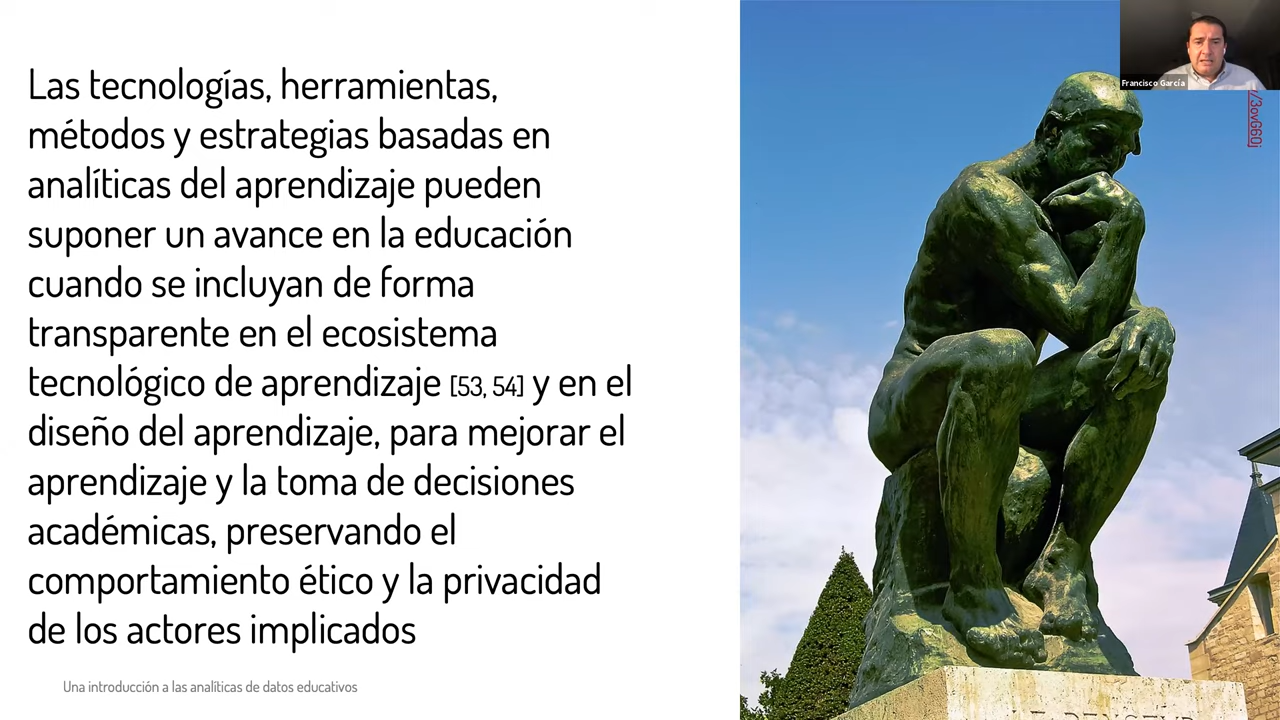 Las tecnologías, herramientas,
métodos y estrategias basadas en
analíticas del aprendizaje pueden
suponer un avance en la educación
cuando se incluyan de forma
transparente en el ecosistema
tecnológico de aprendizaje [53, 54] y en el
diseño del aprendizaje, para mejorar el
aprendizaje y la toma de decisiones
académicas, preservando el
comportamiento ético y la privacidad
de los actores implicados
Una introducción a las analíticas de datos educativos
Francisco García
/3ovG60j